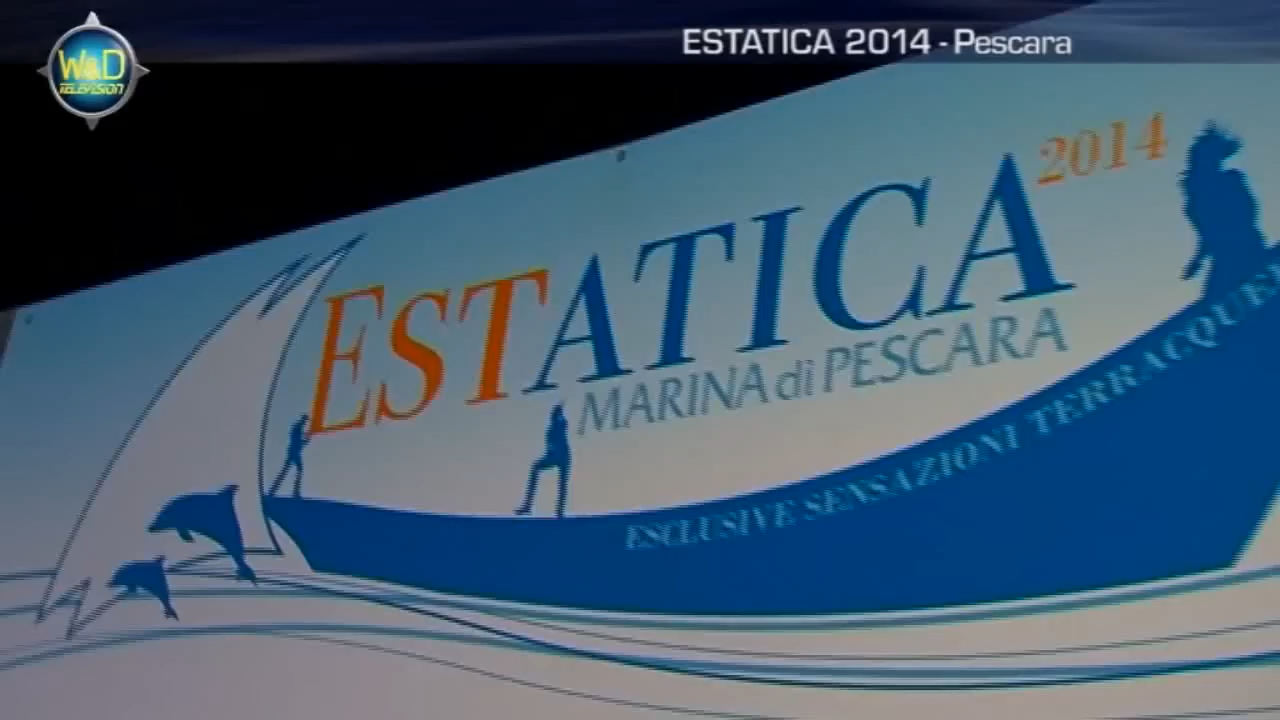 W&D
TELEVISION
ESTATICA 2014 - Pescara
ESTATICA 2014
MARINA di PESCARA
ESCLUSIVE SENSAZIONI TERRACQUEE